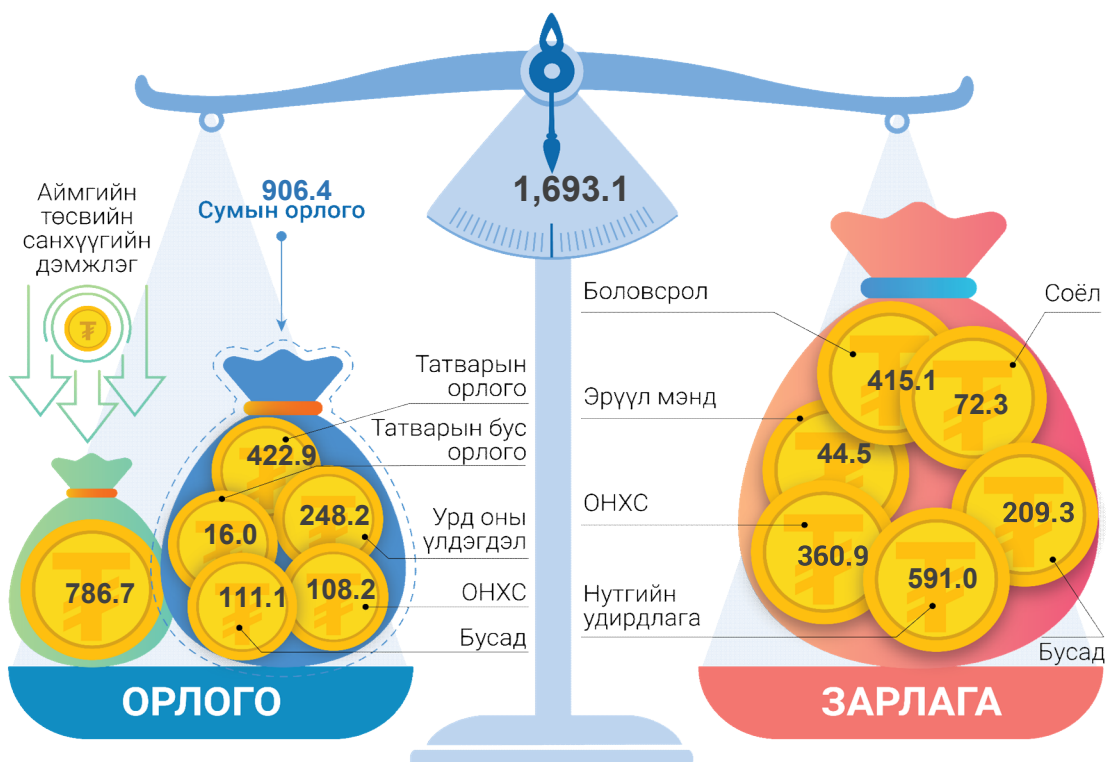 1,693.1
906.4
Сумын орлого
Аймгийн
төсвийн
санхүүгийн
дэмжлэг
₮
786.7
Татварын
орлого
422.9
Татварын бус
орлого
16.0
Урд оны
үлдэгдэл
248.2
ОНХС
108.2
Бусад
111.1
ОРЛОГО
Боловсрол
415.1
Соёл
72.3
Эрүүл мэнд
44.5
ОНХС
360.9
Нутгийн
удирдлага
591.0
Бусад
209.3
ЗАРЛАГА